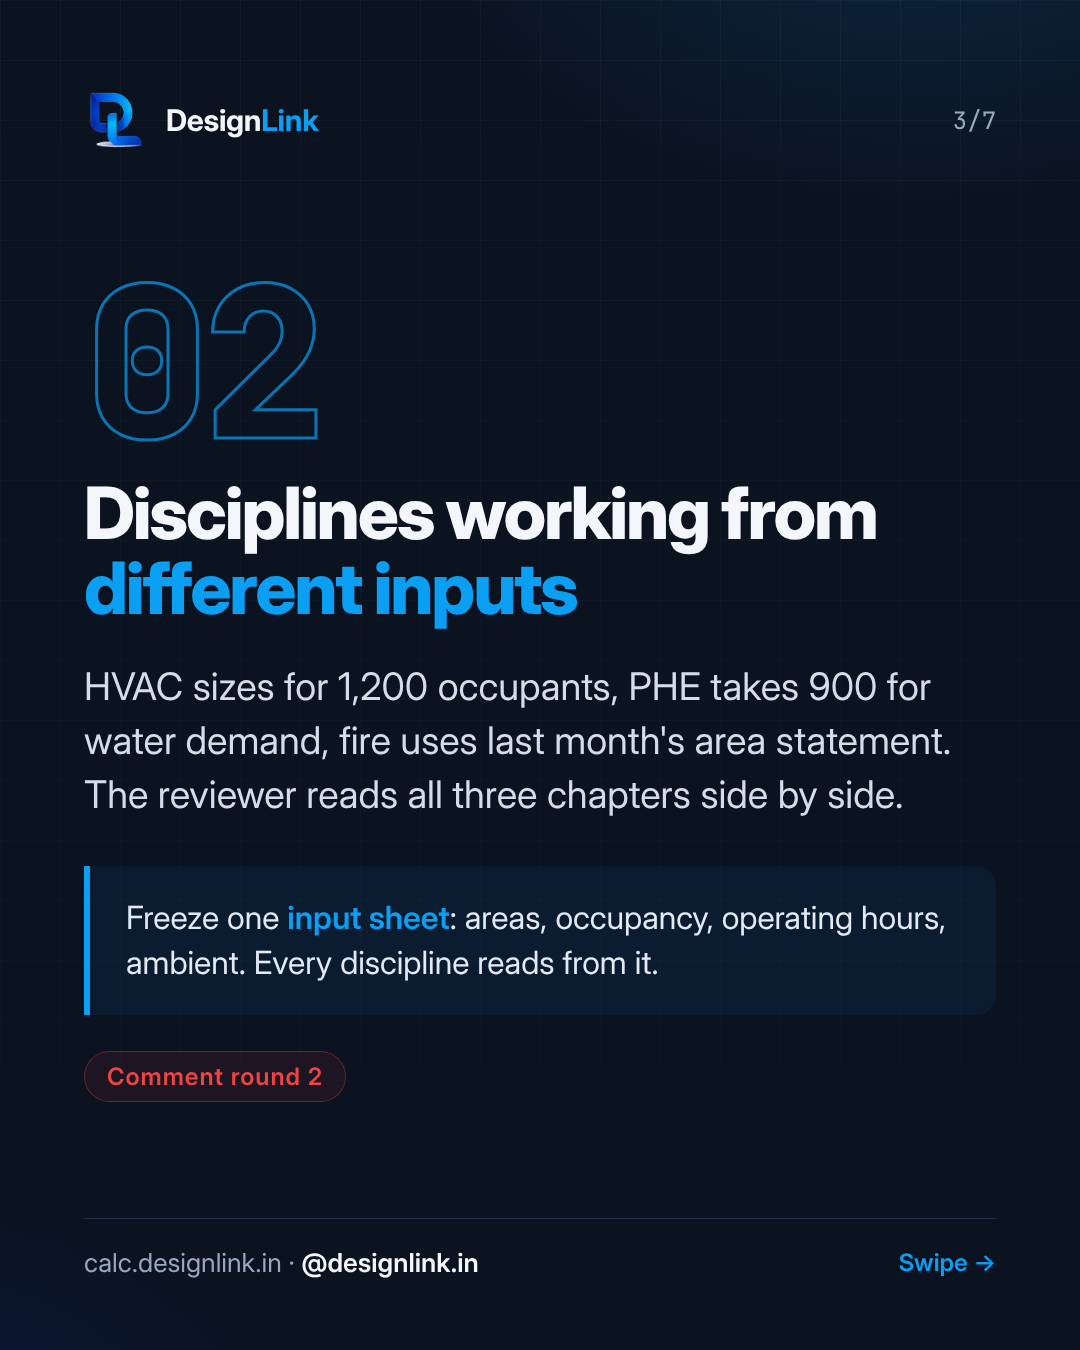 DesignLink
3/7
02
Disciplines working from
different inputs
HVAC sizes for 1,200 occupants, PHE takes 900 for
water demand, fire uses last month's area statement.
The reviewer reads all three chapters side by side.
Freeze one input sheet: areas, occupancy, operating hours,
ambient. Every discipline reads from it.
Comment round 2
calc.designlink.in · @designlink.in
Swipe →